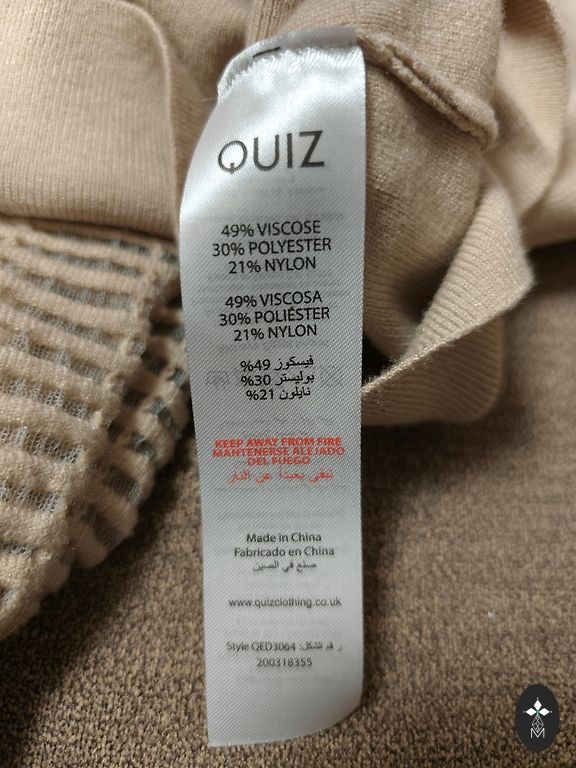 QUIZ
49% VISCOSE
30% POLYESTER
21% NYLON
49% VISCOSA
30% POLIÉSTER
21% NYLON
فيسكوز 49%
بوليستر 30%
نايلون 21%
KEEP AWAY FROM FIRE
MANTENERSE ALEJADO
DEL FUEGO
تبقى بعيداً عن النار
Made in China
Fabricado en China
صنع في الصين
www.quizclothing.co.uk
Style QED3064 :رقم الشكل
200318355
M